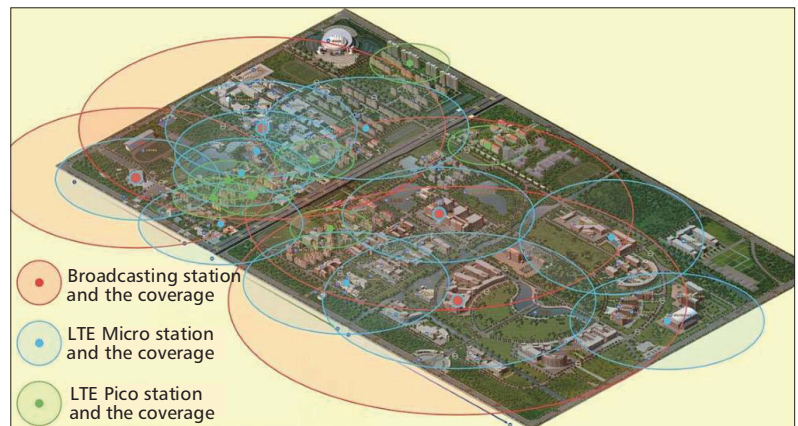 Broadcasting station
and the coverage
LTE Micro station
and the coverage
LTE Pico station
and the coverage